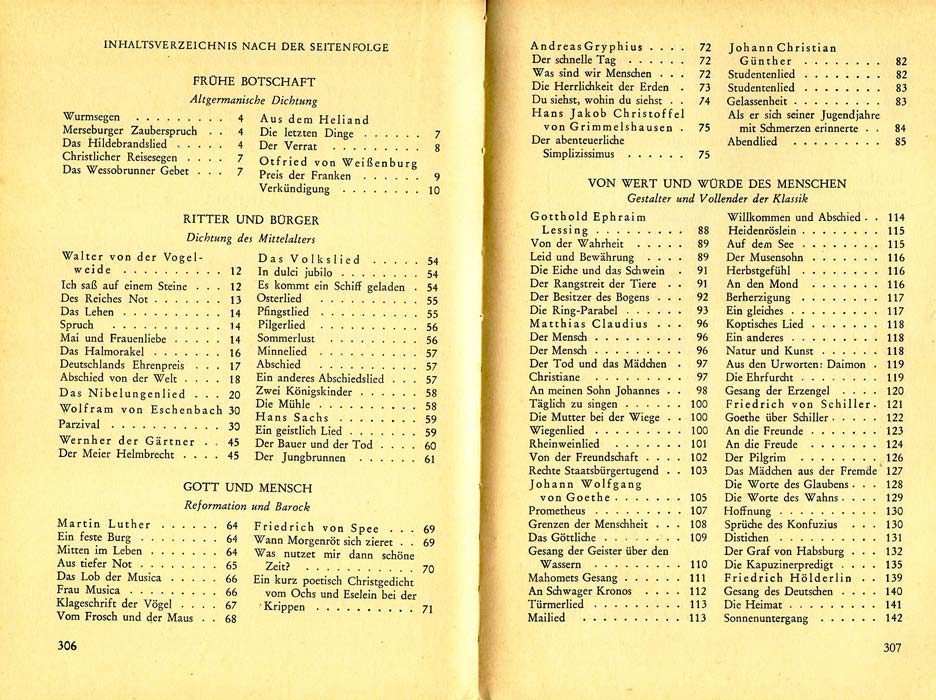 INHALTSVERZEICHNIS NACH DER SEITENFOLGE
FRÜHE BOTSCHAFT
Altgermanische Dichtung
Wurmsegen . . . . . . . . 4
Merseburger Zauberspruch . . 4
Das Hildebrandslied . . . . . 4
Christlicher Reisesegen . . . . 7
Das Wessobrunner Gebet . . . 7
Aus dem Heliand
Die letzten Dinge . . . . . . 7
Der Verrat . . . . . . . . 8
Otfried von Weißenburg
Preis der Franken . . . . . . 9
Verkündigung . . . . . . . . 10
RITTER UND BÜRGER
Dichtung des Mittelalters
Walter von der Vogel-
weide . . . . . . . . . . 12
Ich saß auf einem Steine . . . 12
Des Reiches Not . . . . . . . 13
Das Lehen . . . . . . . . . 14
Spruch . . . . . . . . . . 14
Mai und Frauenliebe . . . . . 14
Das Halmorakel . . . . . . . 16
Deutschlands Ehrenpreis . . . 17
Abschied von der Welt . . . . 18
Das Nibelungenlied . . . . 20
Wolfram von Eschenbach 30
Parzival . . . . . . . . . . 30
Wernher der Gärtner . . 45
Der Meier Helmbrecht . . . . 45
Das Volkslied . . . . . 54
In dulci jubilo . . . . . . . . 54
Es kommt ein Schiff geladen . 54
Osterlied . . . . . . . . . 55
Pfingstlied . . . . . . . . . 55
Pilgerlied . . . . . . . . . 56
Sommerlust . . . . . . . . 56
Minnelied . . . . . . . . . 57
Abschied . . . . . . . . . 57
Ein anderes Abschiedslied . . . 57
Zwei Königskinder . . . . . . 58
Die Mühle . . . . . . . . . 58
Hans Sachs . . . . . . . 59
Ein geistlich Lied . . . . . . 59
Der Bauer und der Tod . . . . 60
Der Jungbrunnen . . . . . . 61
GOTT UND MENSCH
Reformation und Barock
Martin Luther . . . . . . 64
Ein feste Burg . . . . . . . . 64
Mitten im Leben . . . . . . . 64
Aus tiefer Not . . . . . . . . 65
Das Lob der Musica . . . . . 66
Frau Musica . . . . . . . . 66
Klageschrift der Vögel . . . . 67
Vom Frosch und der Maus . . 68
Friedrich von Spee . . . 69
Wann Morgenröt sich zieret . . 69
Was nutzet mir dann schöne
Zeit? . . . . . . . . . . 70
Ein kurz poetisch Christgedicht
vom Ochs und Eselein bei der
Krippen . . . . . . . . . 71
306
Andreas Gryphius . . . . 72
Der schnelle Tag . . . . . . 72
Was sind wir Menschen . . . 72
Die Herrlichkeit der Erden . 73
Du siehst, wohin du siehst . . 74
Hans Jakob Christoffel
von Grimmelshausen . 75
Der abenteuerliche
Simplizissimus . . . . . . 75
Johann Christian
Günther . . . . . . . . 82
Studentenlied . . . . . . . . 82
Studentenlied . . . . . . . . 83
Gelassenheit . . . . . . . . . 83
Als er sich seiner Jugendjahre
mit Schmerzen erinnerte . . 84
Abendlied . . . . . . . . . 85
VON WERT UND WÜRDE DES MENSCHEN
Gestalter und Vollender der Klassik
Gotthold Ephraim
Lessing . . . . . . . . . 88
Von der Wahrheit . . . . . 89
Leid und Bewährung . . . . 89
Die Eiche und das Schwein . 91
Der Rangstreit der Tiere . . 91
Der Besitzer des Bogens . . . 92
Die Ring-Parabel . . . . . . 93
Matthias Claudius . . . 96
Der Mensch . . . . . . . . 96
Der Mensch . . . . . . . . 96
Der Tod und das Mädchen . 97
Christiane . . . . . . . . . 97
An meinen Sohn Johannes . . 98
Täglich zu singen . . . . . . 100
Die Mutter bei der Wiege . . . 100
Wiegenlied . . . . . . . . . 100
Rheinweinlied . . . . . . . 101
Von der Freundschaft . . . . 102
Rechte Staatsbürgertugend . . 103
Johann Wolfgang
von Goethe . . . . . . . 105
Prometheus . . . . . . . . 107
Grenzen der Menschheit . . . 108
Das Göttliche . . . . . . . . 109
Gesang der Geister über den
Wassern . . . . . . . . . 110
Mahomets Gesang . . . . . . 111
An Schwager Kronos . . . . 112
Türmerlied . . . . . . . . . 113
Mailied . . . . . . . . . . 113
Willkommen und Abschied . . 114
Heidenröslein . . . . . . . . 115
Auf dem See . . . . . . . . 115
Der Musensohn . . . . . . . 116
Herbstgefühl . . . . . . . . 116
An den Mond . . . . . . . 116
Berherzigung . . . . . . . . 117
Ein gleiches . . . . . . . . . 117
Koptisches Lied . . . . . . . 118
Ein anderes . . . . . . . . . 118
Natur und Kunst . . . . . . 118
Aus den Urworten: Daimon . 119
Die Ehrfurcht . . . . . . . . 119
Gesang der Erzengel . . . . . 120
Friedrich von Schiller . 121
Goethe über Schiller . . . . . 122
An die Freunde . . . . . . . 123
An die Freude . . . . . . . 124
Der Pilgrim . . . . . . . . 126
Das Mädchen aus der Fremde 127
Die Worte des Glaubens . . . 128
Die Worte des Wahns . . . . 129
Hoffnung . . . . . . . . . 130
Sprüche des Konfuzius . . . 130
Distichen . . . . . . . . . 131
Der Graf von Habsburg . . . 132
Die Kapuzinerpredigt . . . . 135
Friedrich Hölderlin . . 139
Gesang des Deutschen . . . . 140
Die Heimat . . . . . . . . . 141
Sonnenuntergang . . . . . . 142
307